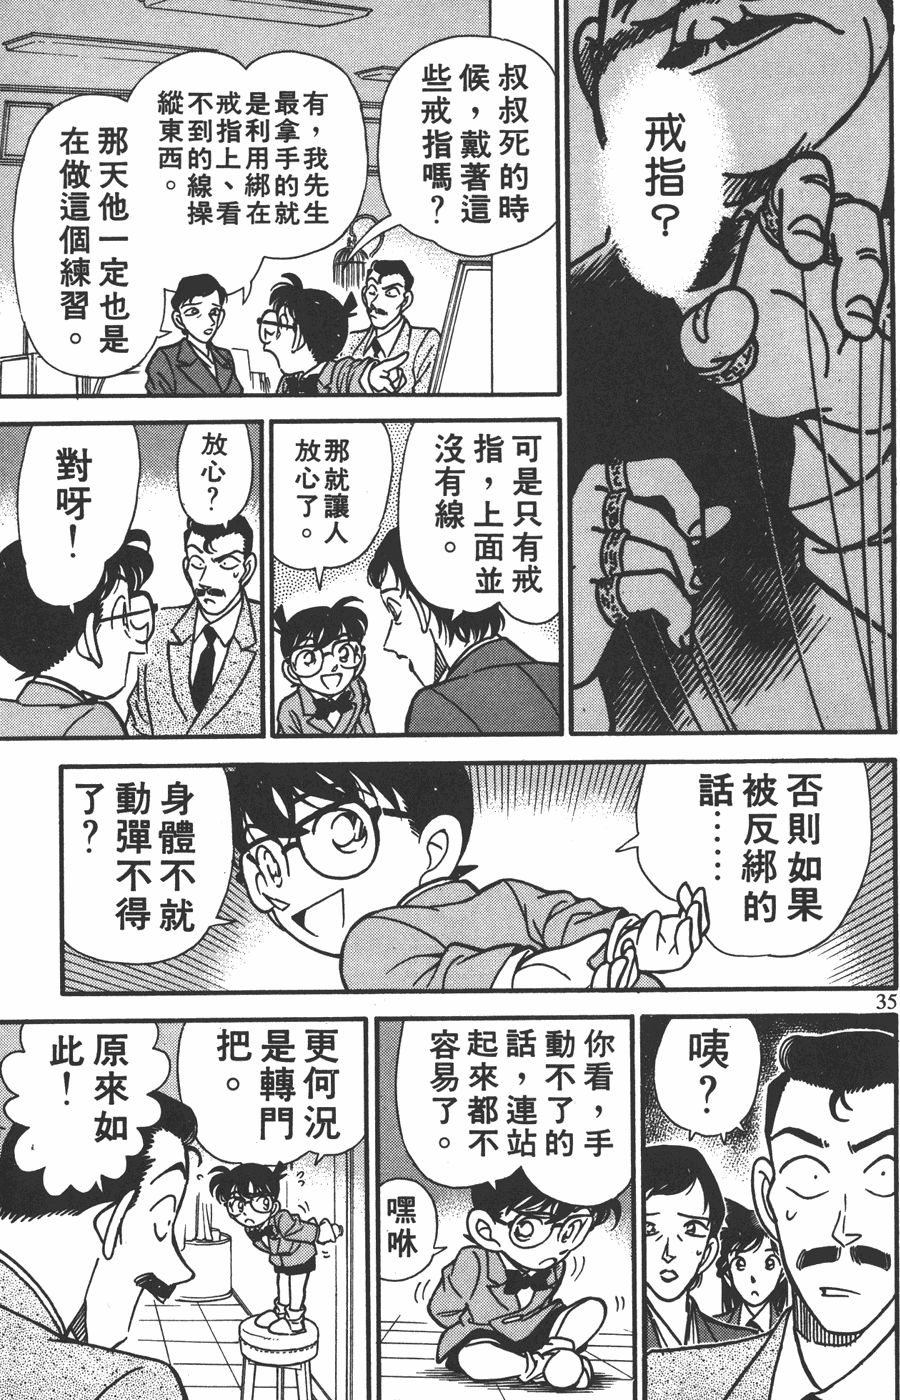 戒指？
叔叔死的時
候，戴著這
些戒指嗎？
有，我先生
最拿手的就
是利用綁在
戒指上、看
不到的線操
縱東西。
那天他一定也是
在做這個練習。
可是只有戒
指，上面並
沒有線。
那就讓人
放心了。
放心？
對呀！
否則如果
被反綁的
話……
身體不就
動彈不得
了？
35
咦？
你看，手
動不了的
話，連站
起來都不
容易了。
嘿咻
更何況
是轉門
把。
原來如
此！